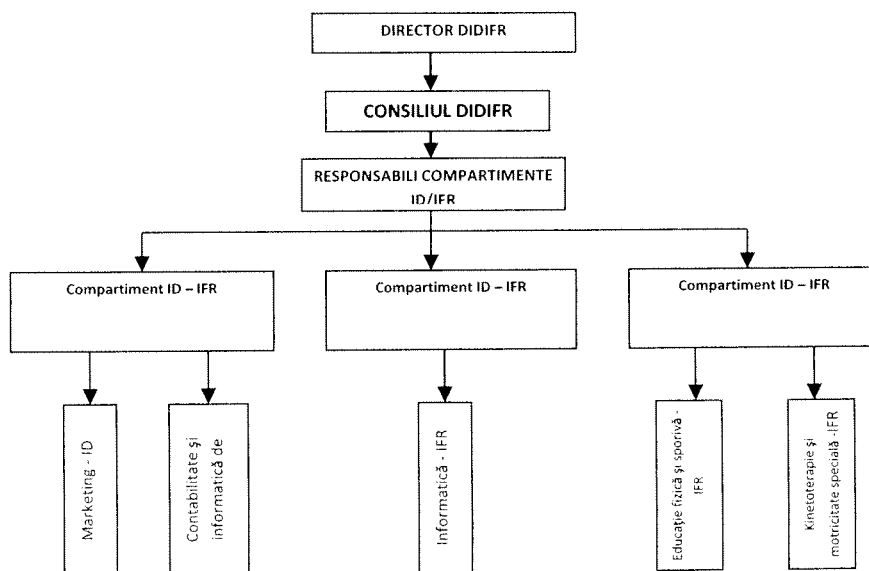 DIRECTOR DIDIFR
CONSILIUL DIDIFR
RESPONSABILI COMPARTIMENTE
ID/IFR
Compartiment ID – IFR
Compartiment ID – IFR
Compartiment ID – IFR
Marketing - ID
Contabilitate și
informatică de
Informatică - IFR
Educație fizică și sporivă -
IFR
Kinetoterapie și
motricitate specială -IFR